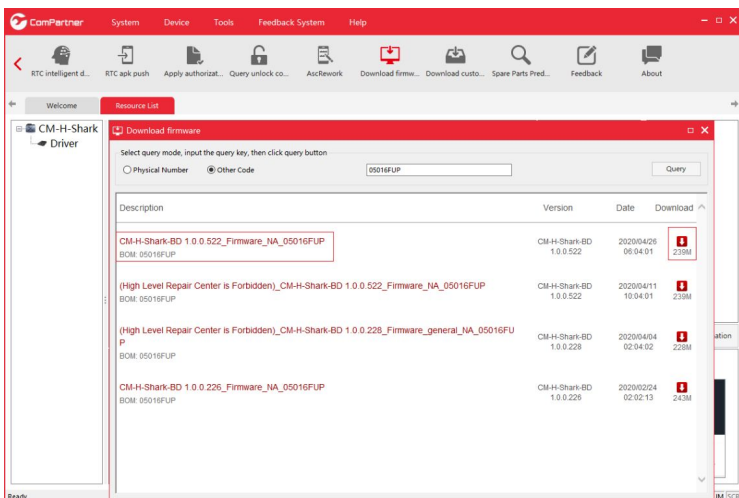 ComPartner System Device Tools Feedback System Help
RTC intelligent d... RTC apk push Apply authorizat... Query unlock co... AscRework Download firmw... Download custo... Spare Parts Pred... Feedback About
Welcome Resource List
CM-H-Shark
Driver
Download firmware
Select query mode, input the query key, then click query button
Physical Number Other Code 05016FUP Query
Description Version Date Download
CM-H-Shark-BD 1.0.0.522_Firmware_NA_05016FUP
BOM: 05016FUP
CM-H-Shark-BD
1.0.0.522
2020/04/26
06:04:01
239M
(High Level Repair Center is Forbidden)_CM-H-Shark-BD 1.0.0.522_Firmware_NA_05016FUP
BOM: 05016FUP
CM-H-Shark-BD
1.0.0.522
2020/04/11
10:04:01
239M
(High Level Repair Center is Forbidden)_CM-H-Shark-BD 1.0.0.228_Firmware_general_NA_05016FU
P
BOM: 05016FUP
CM-H-Shark-BD
1.0.0.228
2020/04/04
02:04:02
228M
CM-H-Shark-BD 1.0.0.226_Firmware_NA_05016FUP
BOM: 05016FUP
CM-H-Shark-BD
1.0.0.226
2020/02/24
02:02:13
243M
ation
Ready